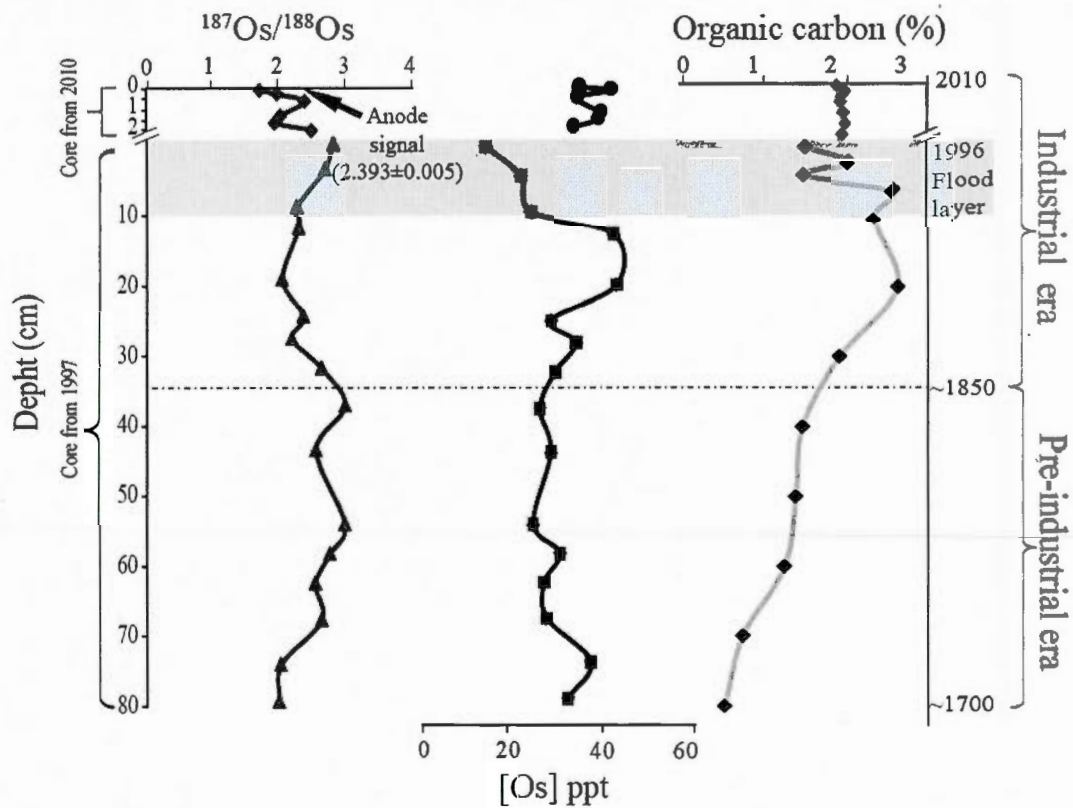 ¹⁸⁷Os/¹⁸⁸Os
Organic carbon (%)
0 1 2 3 4
0 1 2 3
Core from 2010
0
1
2
Anode
signal
(2.393±0.005)
2010
1996
Flood
layer
Industrial era
10
20
30
40
50
60
70
80
Depht (cm)
Core from 1997
~1850
Pre-industrial era
~1700
0 20 40 60
[Os] ppt